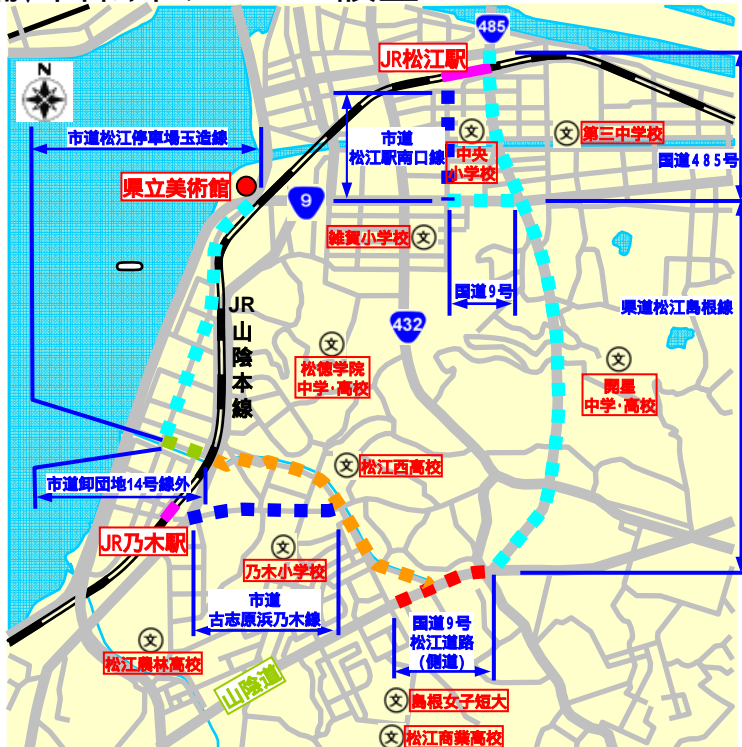 485
JR松江駅
N
市道松江停車場玉造線
市道
松江駅南口線
中央
小学校
文
文
第三中学校
国道485号
県立美術館
9
雑賀小学校
文
国道9号
県道松江島根線
432
JR
山
陰
本
線
文
松徳学院
中学・高校
文
開星
中学・高校
文
松江西高校
市道卸団地14号線外
JR乃木駅
文
乃木小学校
市道
古志原浜乃木線
国道9号
松江道路
(側道)
文
松江農林高校
山陰道
文
島根女子短大
文
松江商業高校